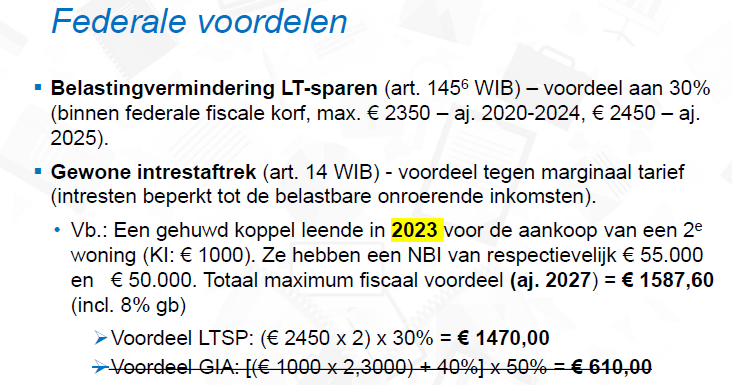 Federale voordelen
▪ Belastingvermindering LT-sparen (art. 145⁶ WIB) – voordeel aan 30%
(binnen federale fiscale korf, max. € 2350 – aj. 2020-2024, € 2450 – aj.
2025).
▪ Gewone intrestaftrek (art. 14 WIB) - voordeel tegen marginaal tarief
(intresten beperkt tot de belastbare onroerende inkomsten).
• Vb.: Een gehuwd koppel leende in 2023 voor de aankoop van een 2ᵉ
woning (KI: € 1000). Ze hebben een NBI van respectievelijk € 55.000
en € 50.000. Totaal maximum fiscaal voordeel (aj. 2027) = € 1587,60
(incl. 8% gb)
➢ Voordeel LTSP: (€ 2450 x 2) x 30% = € 1470,00
➢ Voordeel GIA: [(€ 1000 x 2,3000) + 40%] x 50% = € 610,00